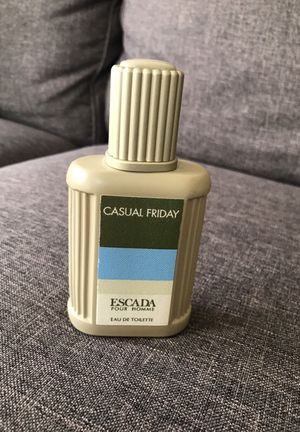 CASUAL FRIDAY
ESCADA
POUR HOMME
EAU DE TOILETTE